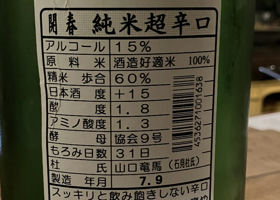 開春 純米超辛口
アルコール 15%
原料米 酒造好適米 100%
精米歩合 60%
日本酒度 +15
酸度 1.8
アミノ酸度 1.3
酵母 協会9号
もろみ日数 31日
杜氏 山口竜馬 (石見杜氏)
製造年月 7.9
スッキリと飲み飽きしない辛口
4536271001638